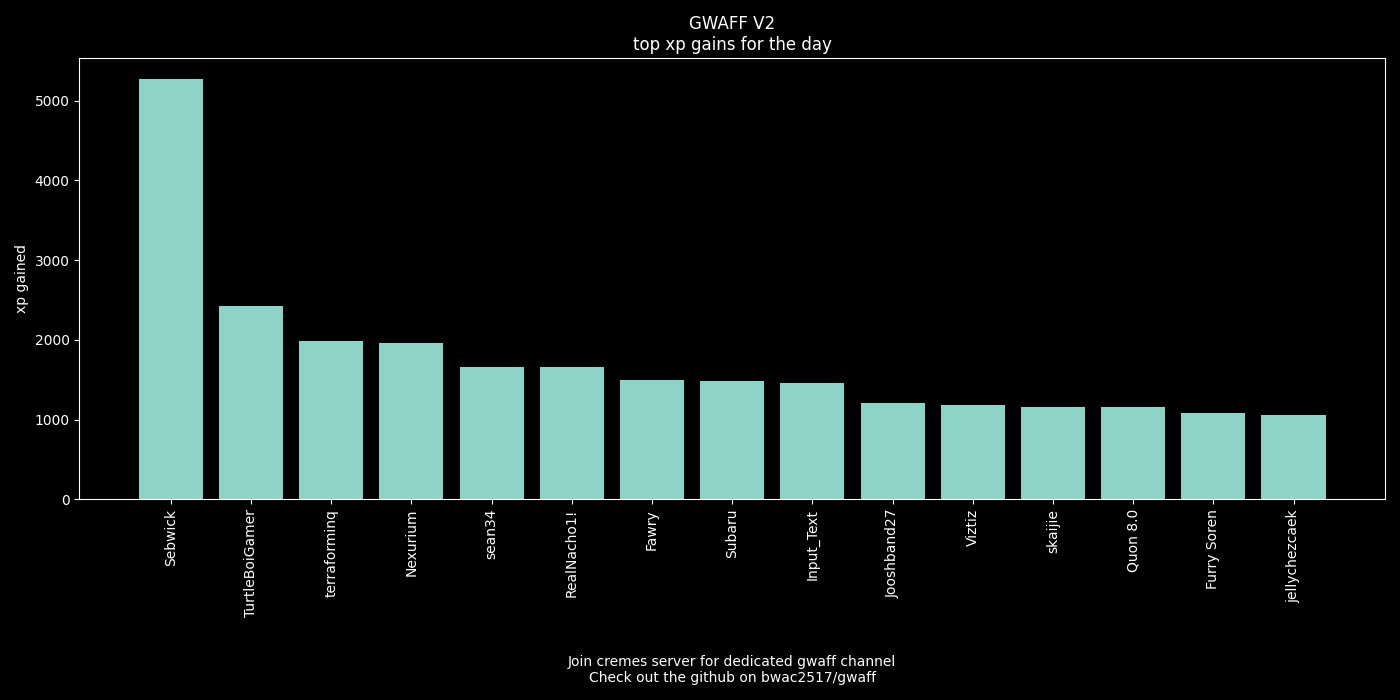 GWAFF V2
top xp gains for the day
xp gained
5000
4000
3000
2000
1000
0
Sebwick
TurtleBoiGamer
terraforminq
Nexurium
sean34
RealNacho1!
Fawry
Subaru
Input_Text
Jooshband27
Viztiz
skaijie
Quon 8.0
Furry Soren
jellychezcaek
Join cremes server for dedicated gwaff channel
Check out the github on bwac2517/gwaff